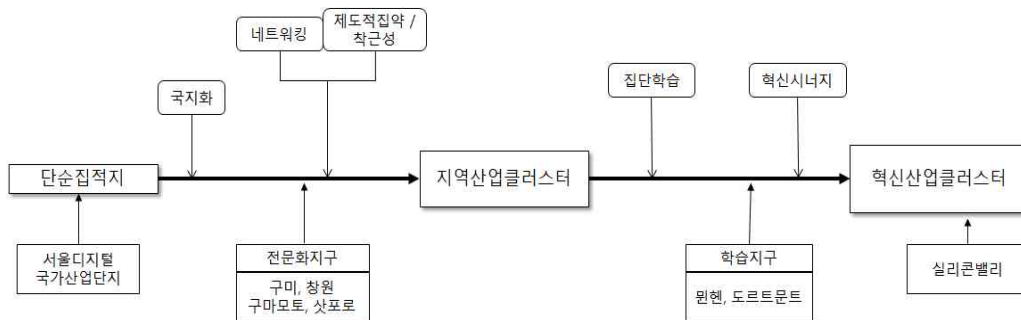 네트워킹
제도적집약 /
착근성
국지화
집단학습
혁신시너지
단순집적지
지역산업클러스터
혁신산업클러스터
서울디지털
국가산업단지
전문화지구
구미, 창원
구마모토, 삿포로
학습지구
뮌헨, 도르트문트
실리콘밸리